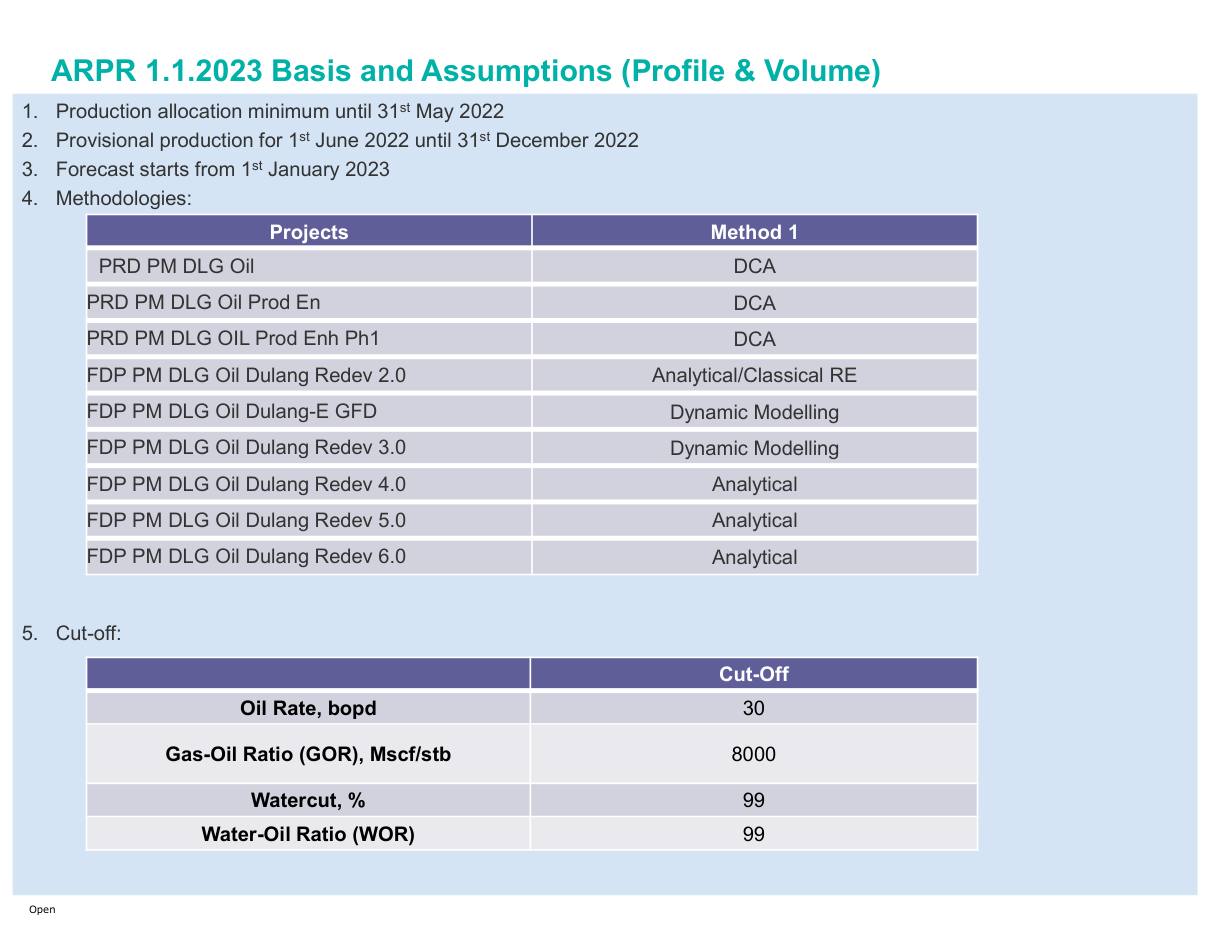 ARPR 1.1.2023 Basis and Assumptions (Profile & Volume)
1. Production allocation minimum until 31st May 2022
2. Provisional production for 1st June 2022 until 31st December 2022
3. Forecast starts from 1st January 2023
4. Methodologies:
Projects Method 1
PRD PM DLG Oil DCA
PRD PM DLG Oil Prod En DCA
PRD PM DLG OIL Prod Enh Ph1 DCA
FDP PM DLG Oil Dulang Redev 2.0 Analytical/Classical RE
FDP PM DLG Oil Dulang-E GFD Dynamic Modelling
FDP PM DLG Oil Dulang Redev 3.0 Dynamic Modelling
FDP PM DLG Oil Dulang Redev 4.0 Analytical
FDP PM DLG Oil Dulang Redev 5.0 Analytical
FDP PM DLG Oil Dulang Redev 6.0 Analytical
5. Cut-off:
Cut-Off
Oil Rate, bopd 30
Gas-Oil Ratio (GOR), Mscf/stb 8000
Watercut, % 99
Water-Oil Ratio (WOR) 99
Open